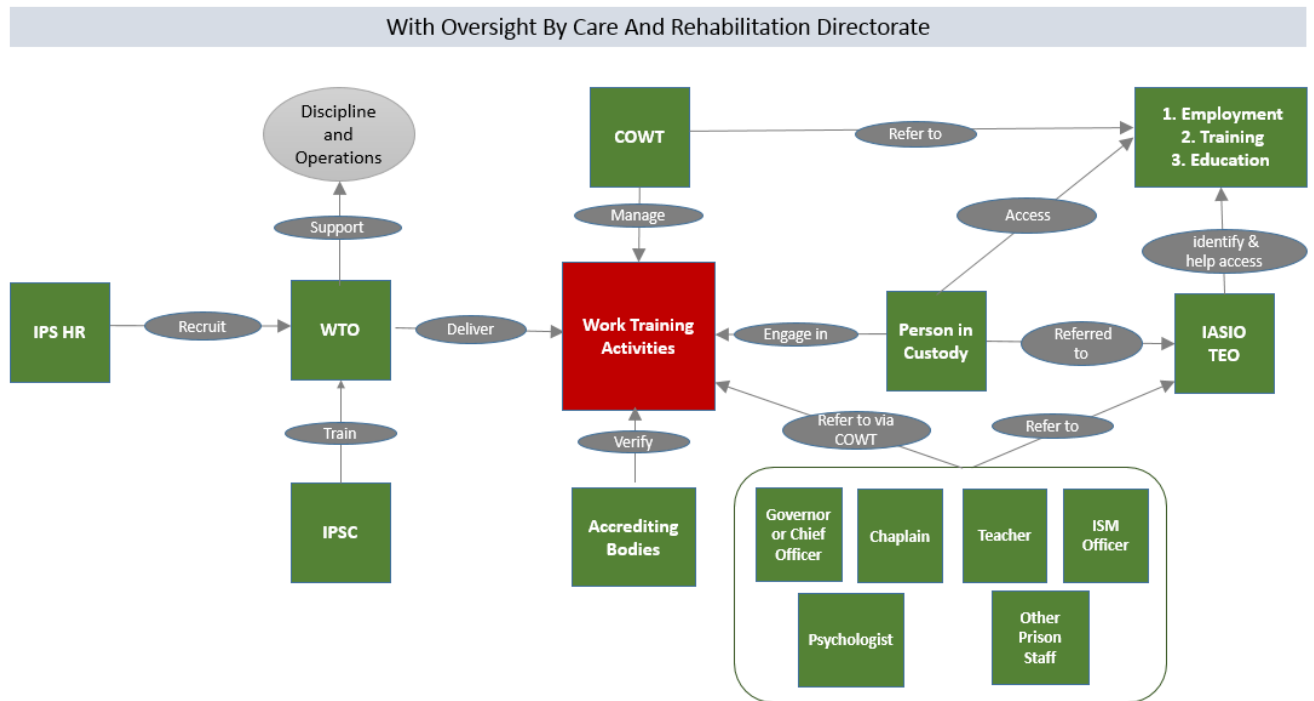 With Oversight By Care And Rehabilitation Directorate
Discipline
and
Operations
COWT
Refer to
1. Employment
2. Training
3. Education
Support
Manage
Access
identify &
help access
IPS HR
Recruit
WTO
Deliver
Work Training
Activities
Engage in
Person in
Custody
Referred
to
IASIO
TEO
Train
Verify
Refer to via
COWT
Refer to
IPSC
Accrediting
Bodies
Governor
or Chief
Officer
Chaplain
Teacher
ISM
Officer
Psychologist
Other
Prison
Staff